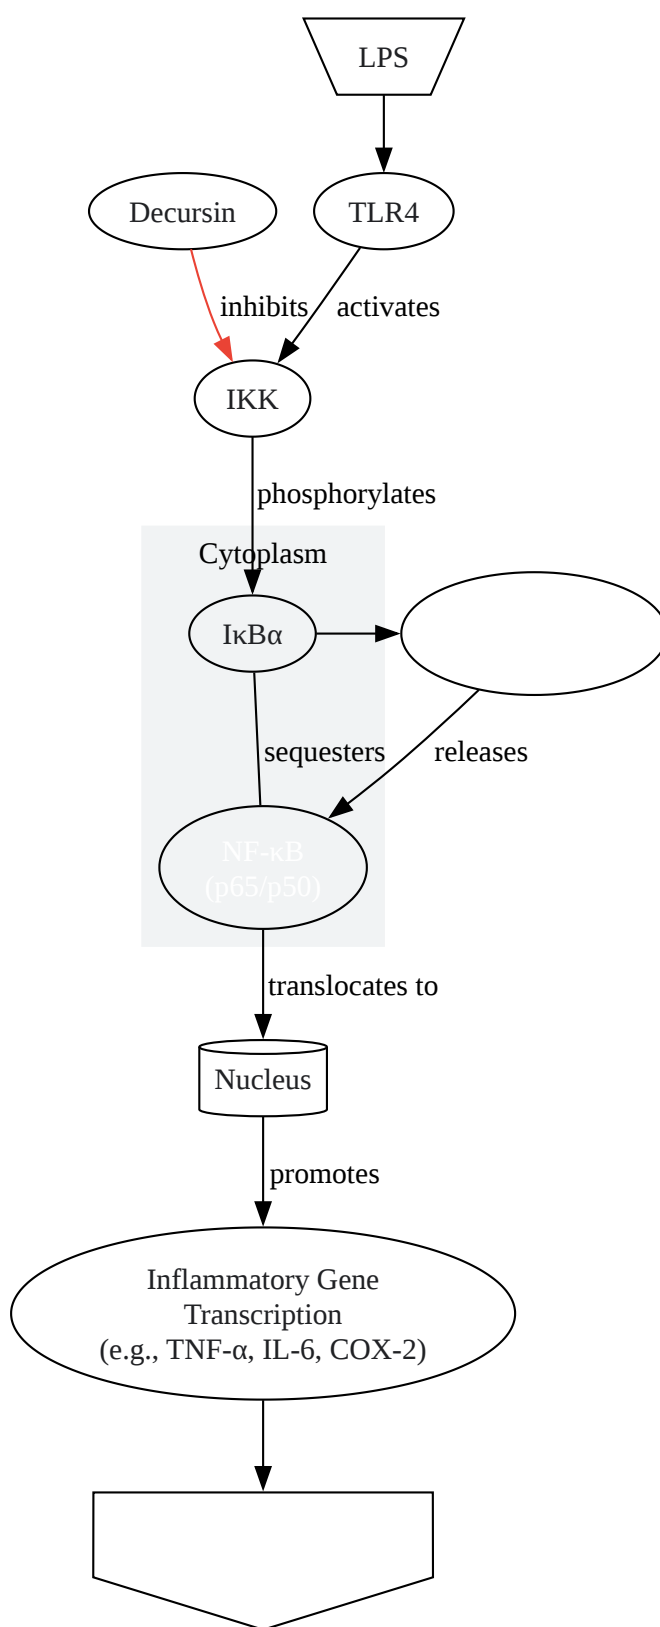 LPS
Decursin
TLR4
inhibits
activates
IKK
phosphorylates
Cytoplasm
IκBα
sequesters
releases
NF-κB
(p65/p50)
translocates to
Nucleus
promotes
Inflammatory Gene
Transcription
(e.g., TNF-α, IL-6, COX-2)